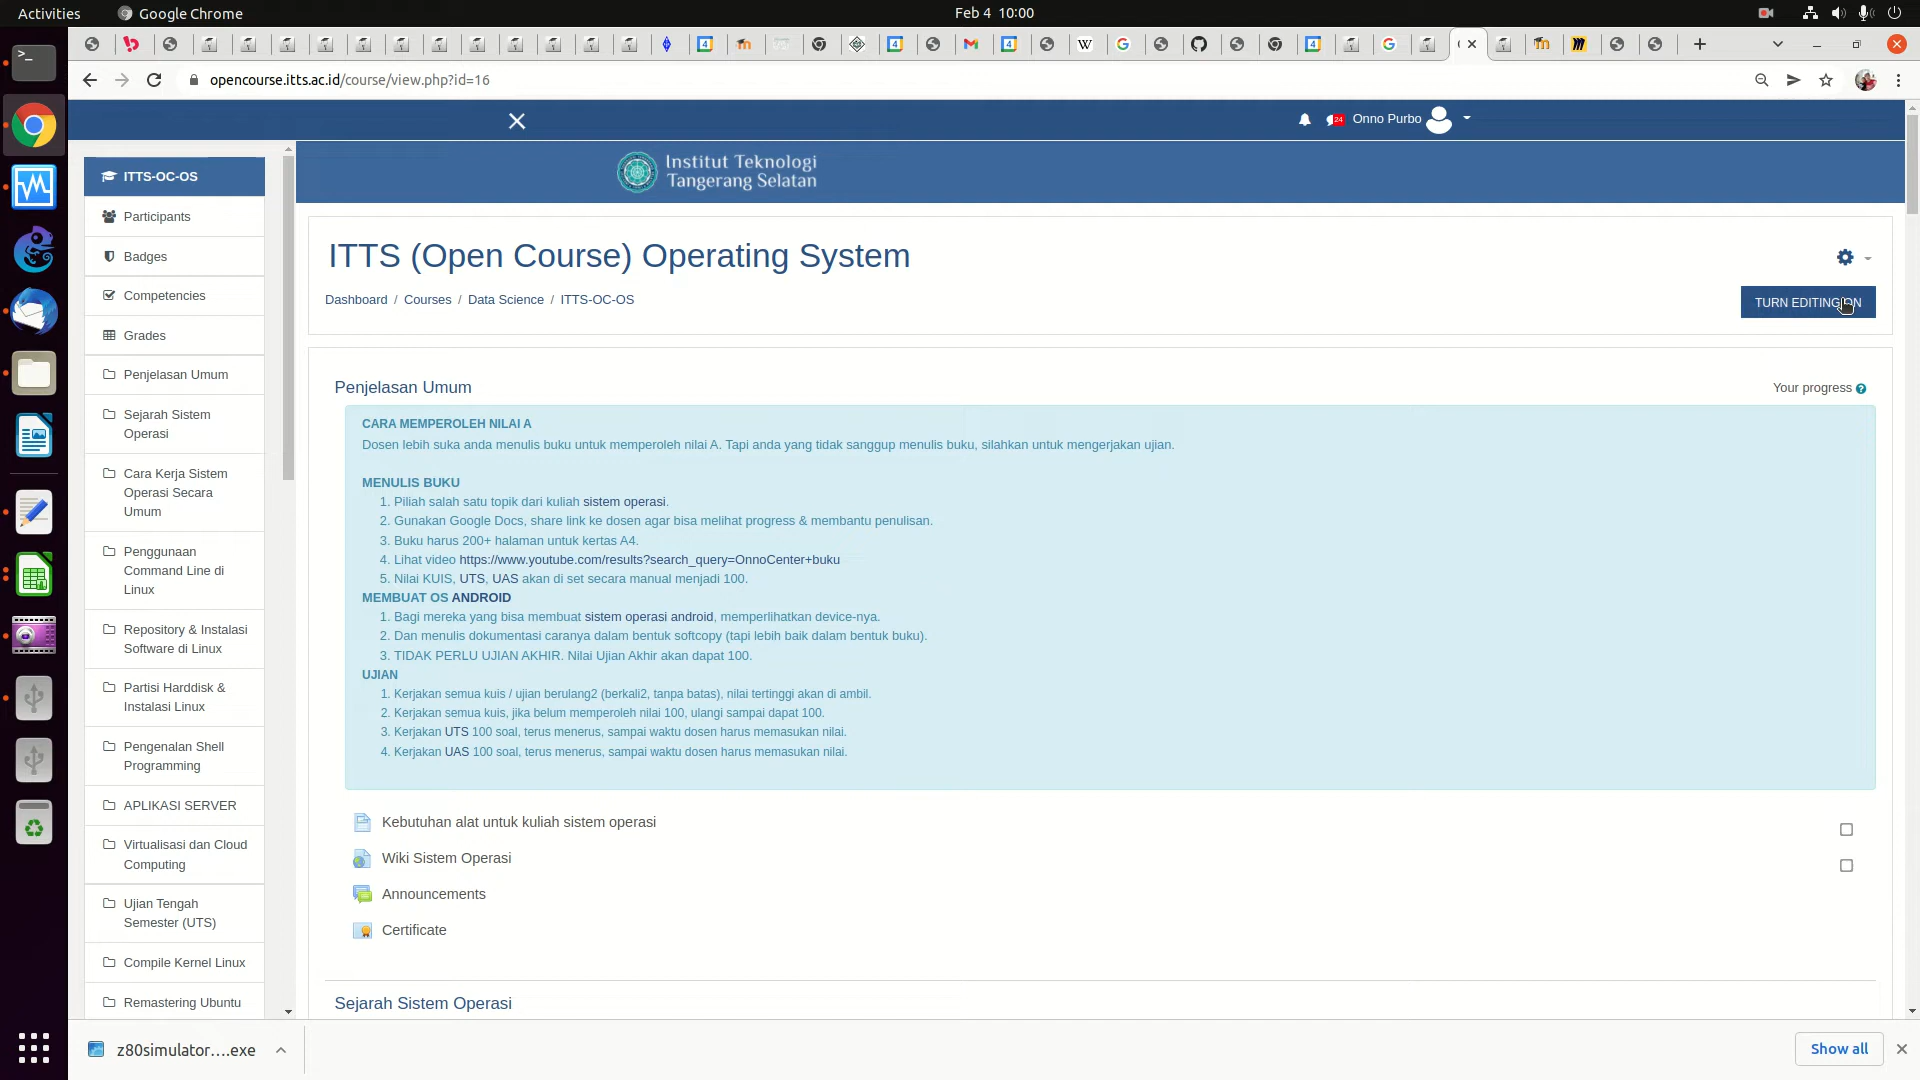 Activities
Google Chrome
Feb 4 10:00
opencourse.itts.ac.id/course/view.php?id=16
24
Onno Purbo
Institut Teknologi
Tangerang Selatan
ITTS-OC-OS
Participants
Badges
Competencies
Grades
Penjelasan Umum
Sejarah Sistem
Operasi
Cara Kerja Sistem
Operasi Secara
Umum
Penggunaan
Command Line di
Linux
Repository & Instalasi
Software di Linux
Partisi Harddisk &
Instalasi Linux
Pengenalan Shell
Programming
APLIKASI SERVER
Virtualisasi dan Cloud
Computing
Ujian Tengah
Semester (UTS)
Compile Kernel Linux
Remastering Ubuntu
ITTS (Open Course) Operating System
Dashboard / Courses / Data Science / ITTS-OC-OS
TURN EDITING ON
Penjelasan Umum
Your progress
CARA MEMPEROLEH NILAI A
Dosen lebih suka anda menulis buku untuk memperoleh nilai A. Tapi anda yang tidak sanggup menulis buku, silahkan untuk mengerjakan ujian.
MENULIS BUKU
1. Piliah salah satu topik dari kuliah sistem operasi.
2. Gunakan Google Docs, share link ke dosen agar bisa melihat progress & membantu penulisan.
3. Buku harus 200+ halaman untuk kertas A4.
4. Lihat video https://www.youtube.com/results?search_query=OnnoCenter+buku
5. Nilai KUIS, UTS, UAS akan di set secara manual menjadi 100.
MEMBUAT OS ANDROID
1. Bagi mereka yang bisa membuat sistem operasi android, memperlihatkan device-nya.
2. Dan menulis dokumentasi caranya dalam bentuk softcopy (tapi lebih baik dalam bentuk buku).
3. TIDAK PERLU UJIAN AKHIR. Nilai Ujian Akhir akan dapat 100.
UJIAN
1. Kerjakan semua kuis / ujian berulang2 (berkali2, tanpa batas), nilai tertinggi akan di ambil.
2. Kerjakan semua kuis, jika belum memperoleh nilai 100, ulangi sampai dapat 100.
3. Kerjakan UTS 100 soal, terus menerus, sampai waktu dosen harus memasukan nilai.
4. Kerjakan UAS 100 soal, terus menerus, sampai waktu dosen harus memasukan nilai.
Kebutuhan alat untuk kuliah sistem operasi
Wiki Sistem Operasi
Announcements
Certificate
Sejarah Sistem Operasi
z80simulator....exe
Show all